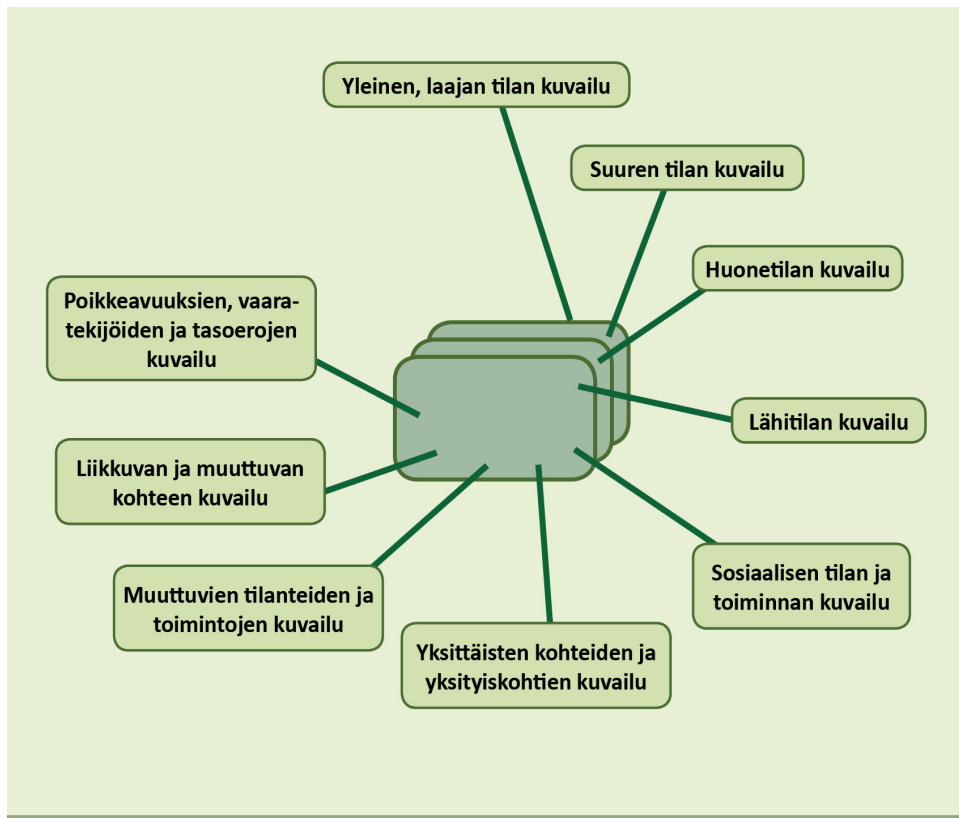 Yleinen, laajan tilan kuvailu
Suuren tilan kuvailu
Huonetilan kuvailu
Lähitilan kuvailu
Sosiaalisen tilan ja
toiminnan kuvailu
Yksittäisten kohteiden ja
yksityiskohtien kuvailu
Muuttuvien tilanteiden ja
toimintojen kuvailu
Liikkuvan ja muuttuvan
kohteen kuvailu
Poikkeavuuksien, vaara-
tekijöiden ja tasoerojen
kuvailu